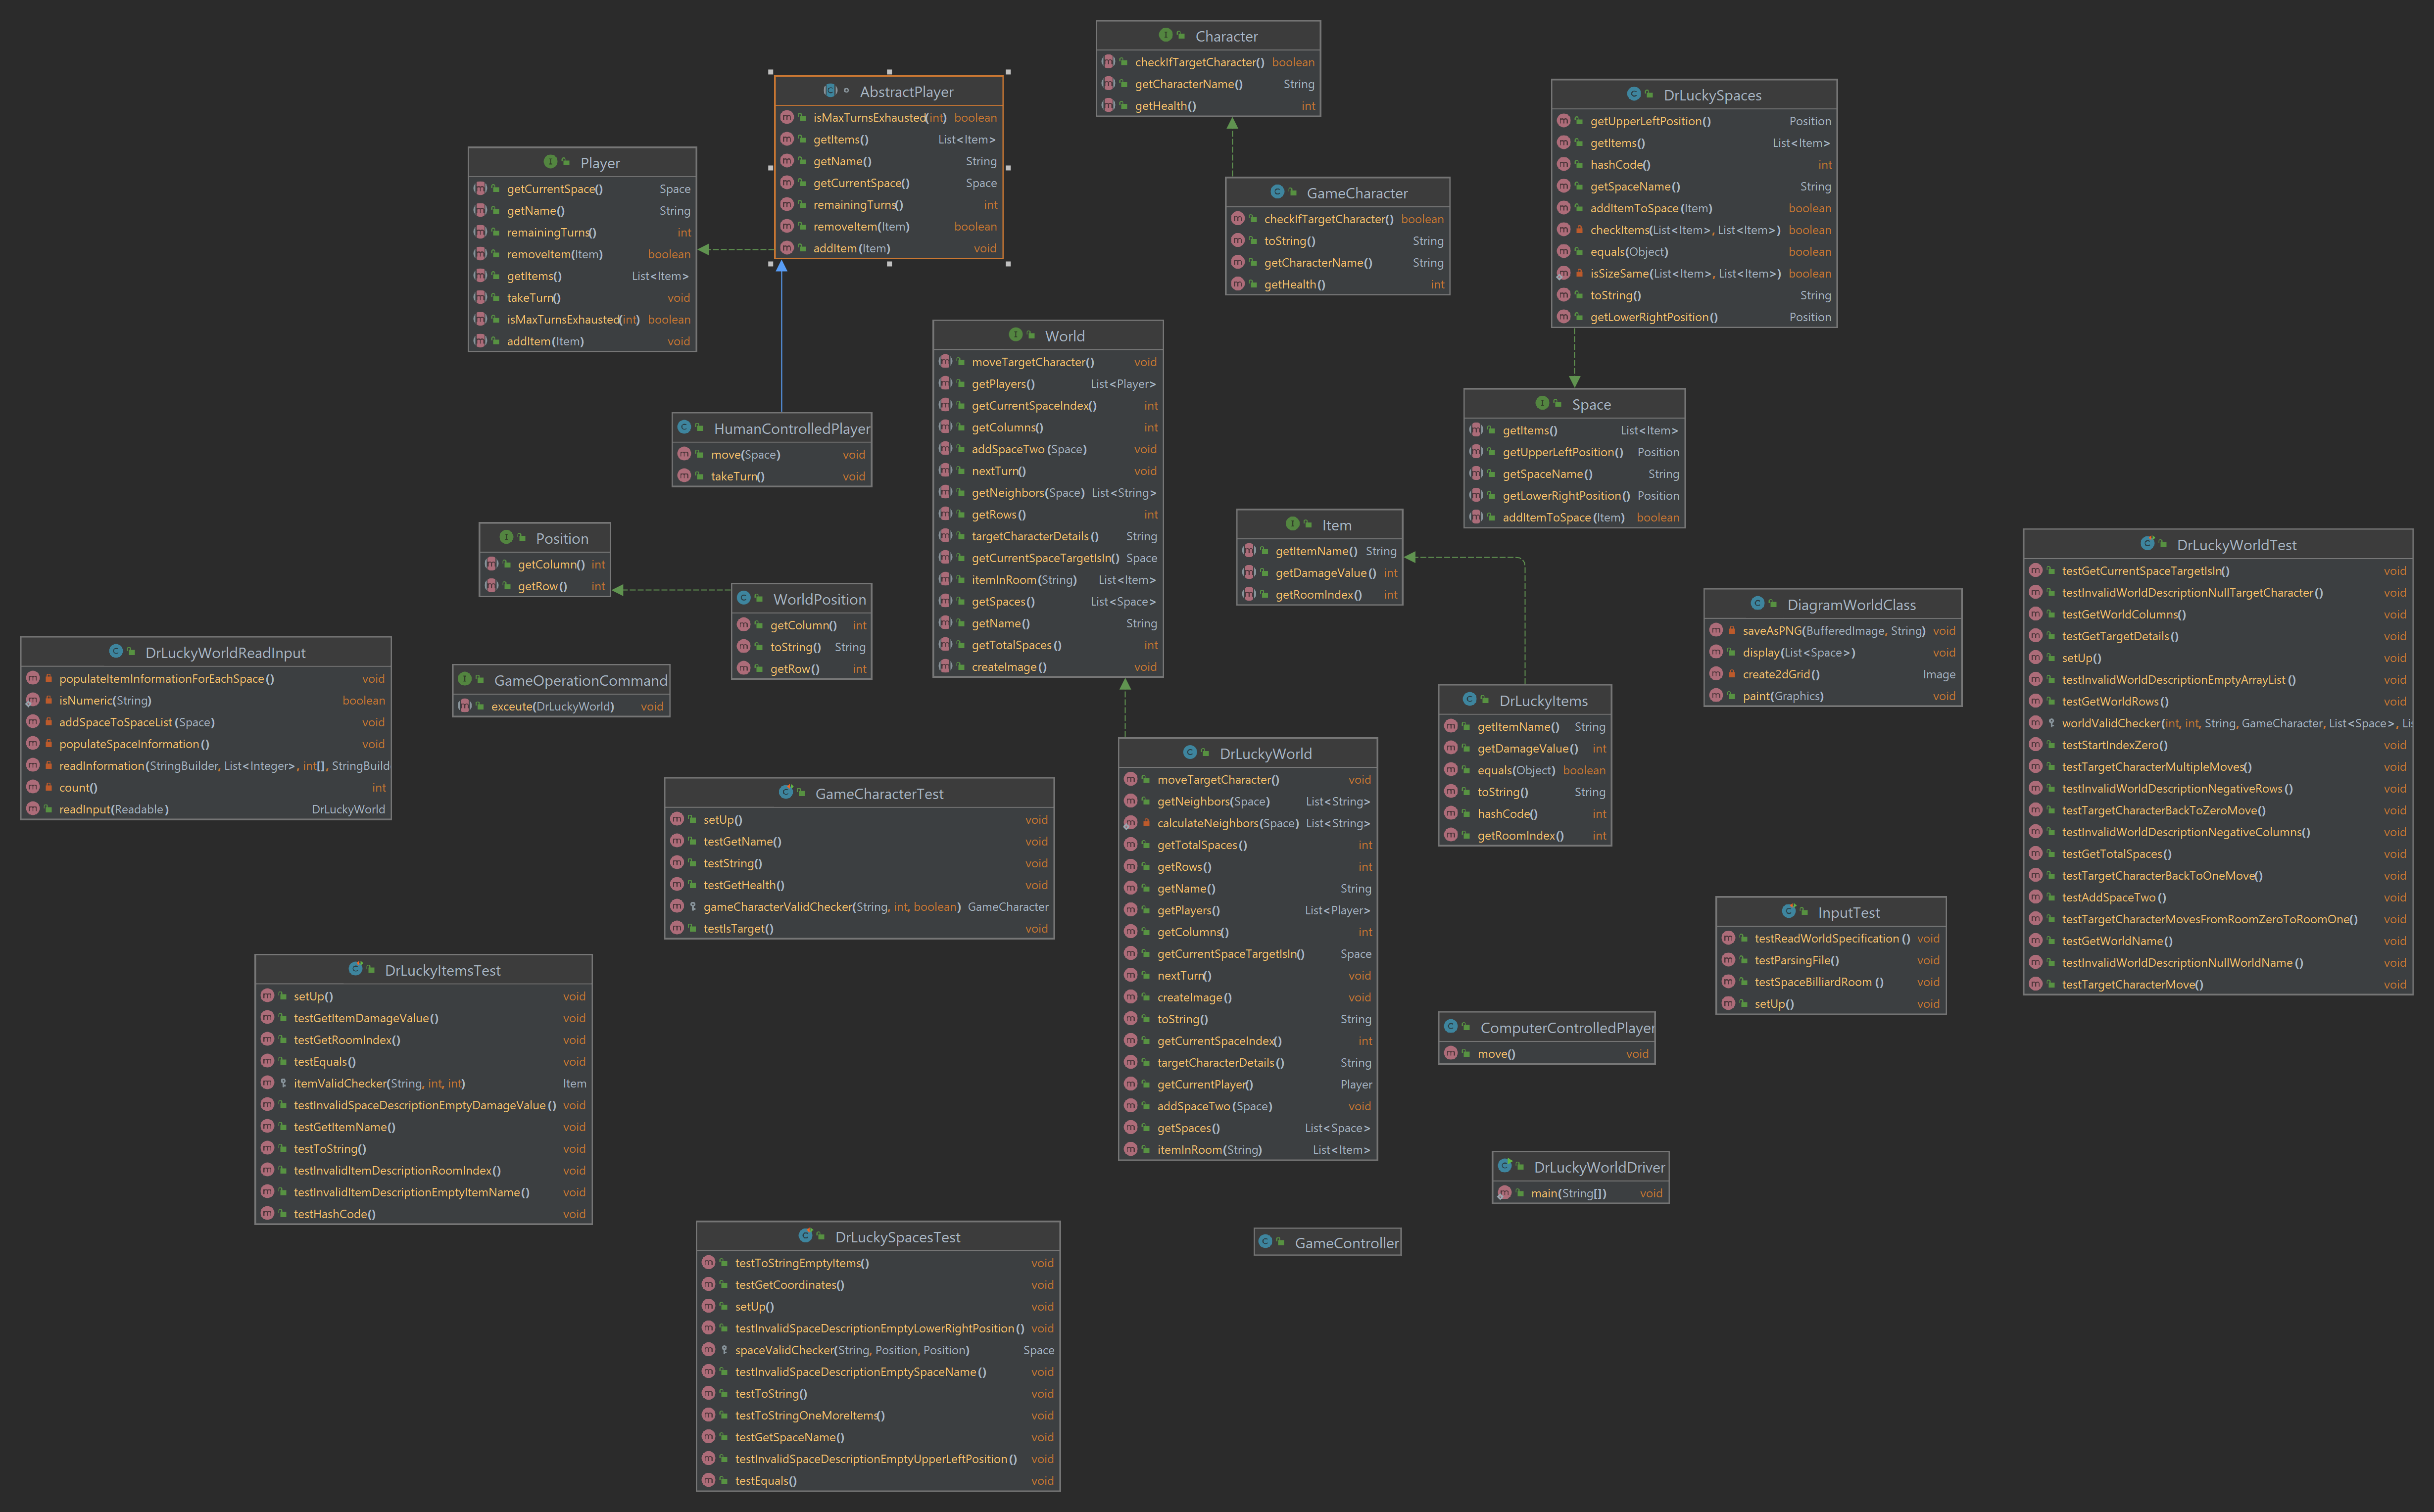 Character
checkIfTargetCharacter() boolean
getCharacterName() String
getHealth() int
AbstractPlayer
isMaxTurnsExhausted(int) boolean
getItems() List<Item>
getName() String
getCurrentSpace() Space
remainingTurns() int
removeItem(Item) boolean
addItem(Item) void
DrLuckySpaces
getUpperLeftPosition() Position
getItems() List<Item>
hashCode() int
getSpaceName() String
addItemToSpace(Item) boolean
checkItems(List<Item>, List<Item>) boolean
equals(Object) boolean
isSizeSame(List<Item>, List<Item>) boolean
toString() String
getLowerRightPosition() Position
Player
getCurrentSpace() Space
getName() String
remainingTurns() int
removeItem(Item) boolean
getItems() List<Item>
takeTurn() void
isMaxTurnsExhausted(int) boolean
addItem(Item) void
GameCharacter
checkIfTargetCharacter() boolean
toString() String
getCharacterName() String
getHealth() int
World
moveTargetCharacter() void
getPlayers() List<Player>
getCurrentSpaceIndex() int
getColumns() int
addSpaceTwo (Space) void
nextTurn() void
getNeighbors(Space) List<String>
getRows() int
targetCharacterDetails () String
getCurrentSpaceTargetIsIn() Space
itemInRoom(String) List<Item>
getSpaces() List<Space>
getName() String
getTotalSpaces() int
createImage() void
Space
getItems() List<Item>
getUpperLeftPosition() Position
getSpaceName() String
getLowerRightPosition() Position
addItemToSpace(Item) boolean
HumanControlledPlayer
move(Space) void
takeTurn() void
Position
getColumn() int
getRow() int
Item
getItemName() String
getDamageValue() int
getRoomIndex() int
DrLuckyWorldTest
testGetCurrentSpaceTargetIsIn() void
testInvalidWorldDescriptionNullTargetCharacter() void
testGetWorldColumns() void
testGetTargetDetails() void
setUp() void
testInvalidWorldDescriptionEmptyArrayList() void
testGetWorldRows() void
worldValidChecker(int, int, String, GameCharacter, List<Space>, Lis
testStartIndexZero() void
testTargetCharacterMultipleMoves() void
testInvalidWorldDescriptionNegativeRows() void
testTargetCharacterBackToZeroMove() void
testInvalidWorldDescriptionNegativeColumns() void
testGetTotalSpaces() void
testTargetCharacterBackToOneMove() void
testAddSpaceTwo () void
testTargetCharacterMovesFromRoomZeroToRoomOne() void
testGetWorldName() void
testInvalidWorldDescriptionNullWorldName () void
testTargetCharacterMove() void
WorldPosition
getColumn() int
toString() String
getRow() int
DiagramWorldClass
saveAsPNG(BufferedImage, String) void
display(List<Space>) void
create2dGrid() Image
paint(Graphics) void
DrLuckyWorldReadInput
populateItemInformationForEachSpace() void
isNumeric(String) boolean
addSpaceToSpaceList (Space) void
populateSpaceInformation() void
readInformation(StringBuilder, List<Integer>, int[], StringBuild
count() int
readInput(Readable) DrLuckyWorld
GameOperationCommand
exceute(DrLuckyWorld) void
DrLuckyItems
getItemName() String
getDamageValue() int
equals(Object) boolean
toString() String
hashCode() int
getRoomIndex() int
DrLuckyWorld
moveTargetCharacter() void
getNeighbors(Space) List<String>
calculateNeighbors(Space) List<String>
getTotalSpaces() int
getRows() int
getName() String
getPlayers() List<Player>
getColumns() int
getCurrentSpaceTargetIsIn() Space
nextTurn() void
createImage() void
toString() String
getCurrentSpaceIndex() int
targetCharacterDetails () String
getCurrentPlayer() Player
addSpaceTwo (Space) void
getSpaces() List<Space>
itemInRoom(String) List<Item>
GameCharacterTest
setUp() void
testGetName() void
testString() void
testGetHealth() void
gameCharacterValidChecker(String, int, boolean) GameCharacter
testIsTarget() void
InputTest
testReadWorldSpecification () void
testParsingFile() void
testSpaceBilliardRoom () void
setUp() void
DrLuckyItemsTest
setUp() void
testGetItemDamageValue() void
testGetRoomIndex() void
testEquals() void
itemValidChecker(String, int, int) Item
testInvalidSpaceDescriptionEmptyDamageValue () void
testGetItemName() void
testToString() void
testInvalidItemDescriptionRoomIndex() void
testInvalidItemDescriptionEmptyItemName() void
testHashCode() void
ComputerControlledPlayer
move() void
DrLuckyWorldDriver
main(String[]) void
DrLuckySpacesTest
testToStringEmptyItems() void
testGetCoordinates() void
setUp() void
testInvalidSpaceDescriptionEmptyLowerRightPosition () void
spaceValidChecker(String, Position, Position) Space
testInvalidSpaceDescriptionEmptySpaceName() void
testToString() void
testToStringOneMoreItems() void
testGetSpaceName() void
testInvalidSpaceDescriptionEmptyUpperLeftPosition () void
testEquals() void
GameController